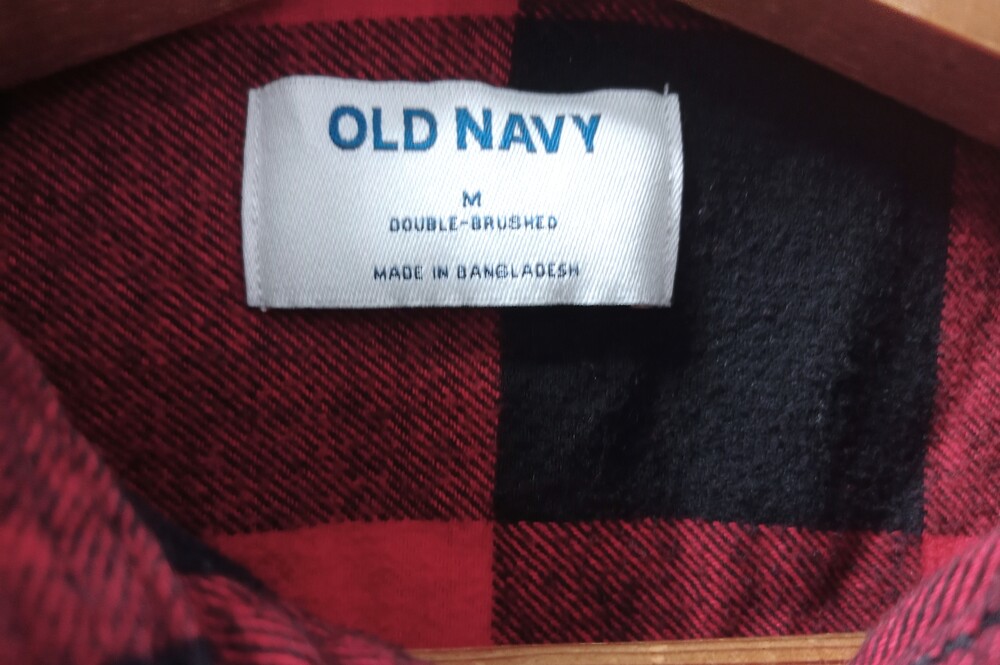 OLD NAVY
M
DOUBLE-BRUSHED
MADE IN BANGLADESH